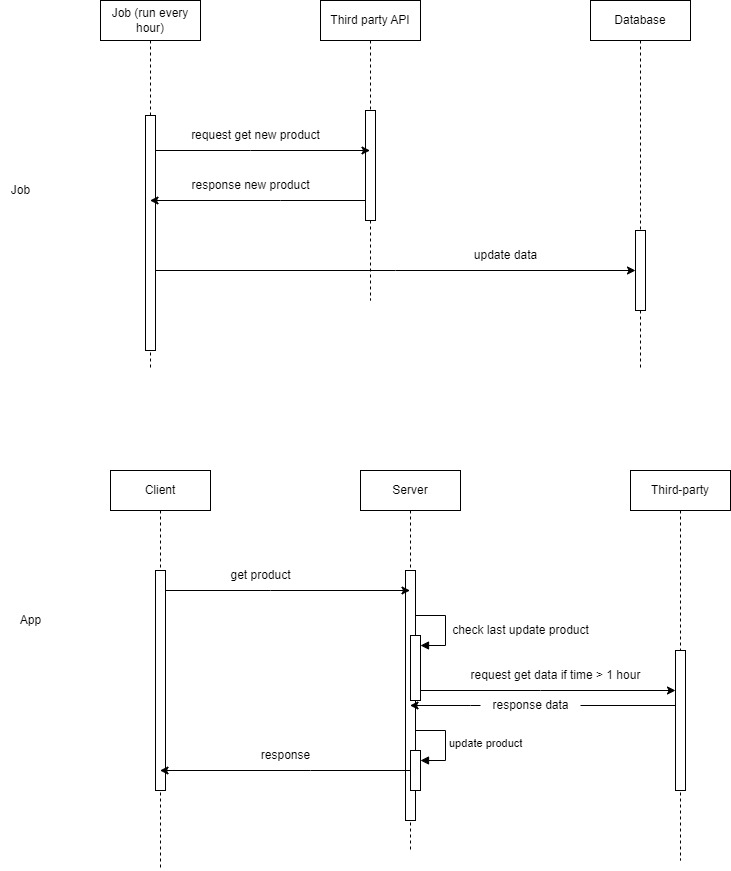 Job (run every
hour)
Third party API
Database
request get new product
response new product
Job
update data
Client
Server
Third-party
get product
App
check last update product
request get data if time > 1 hour
response data
update product
response